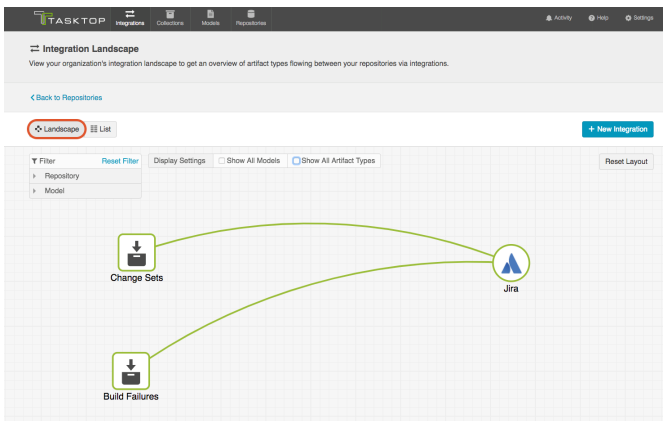 TASKTOP
Integrations
Collections
Models
Repositories
Activity
Help
Settings
Integration Landscape
View your organization's integration landscape to get an overview of artifact types flowing between your repositories via integrations.
Back to Repositories
Landscape
List
+ New Integration
Filter
Reset Filter
Display Settings
Show All Models
Show All Artifact Types
Reset Layout
Repository
Model
Change Sets
Jira
Build Failures